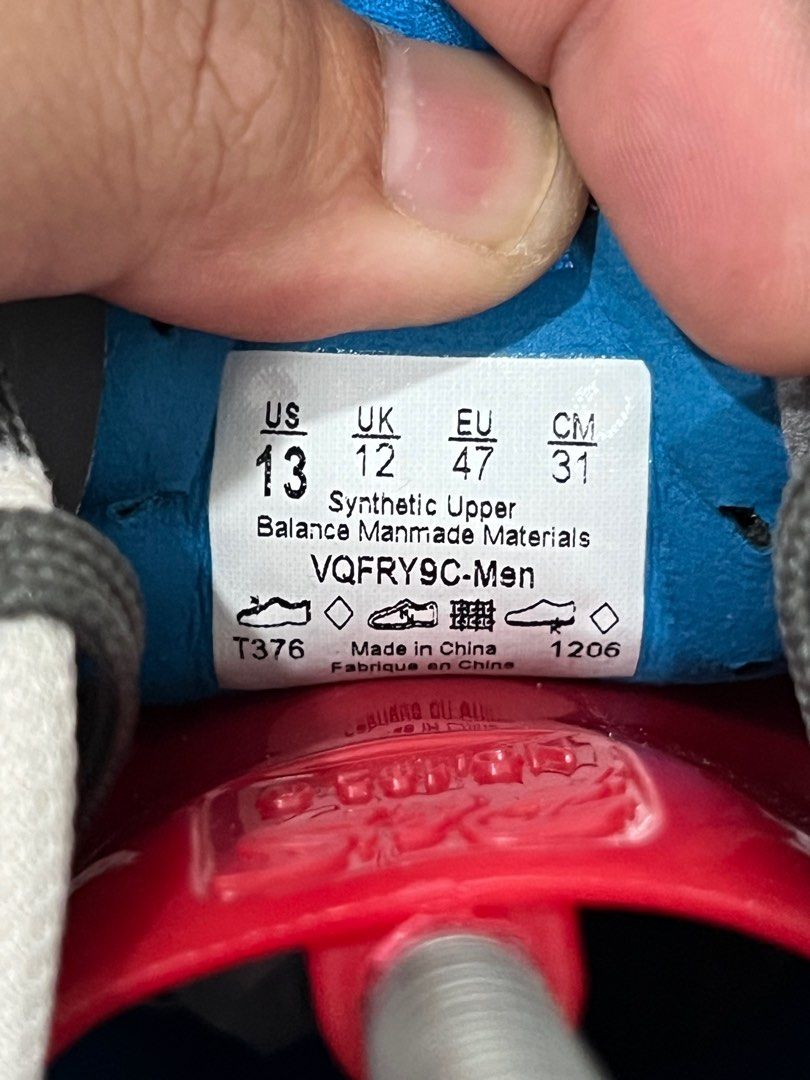 US UK EU CM
13 12 47 31
Synthetic Upper
Balance Manmade Materials
VQFRY9C-Men
T376 Made in China 1206
Fabrique en Chine